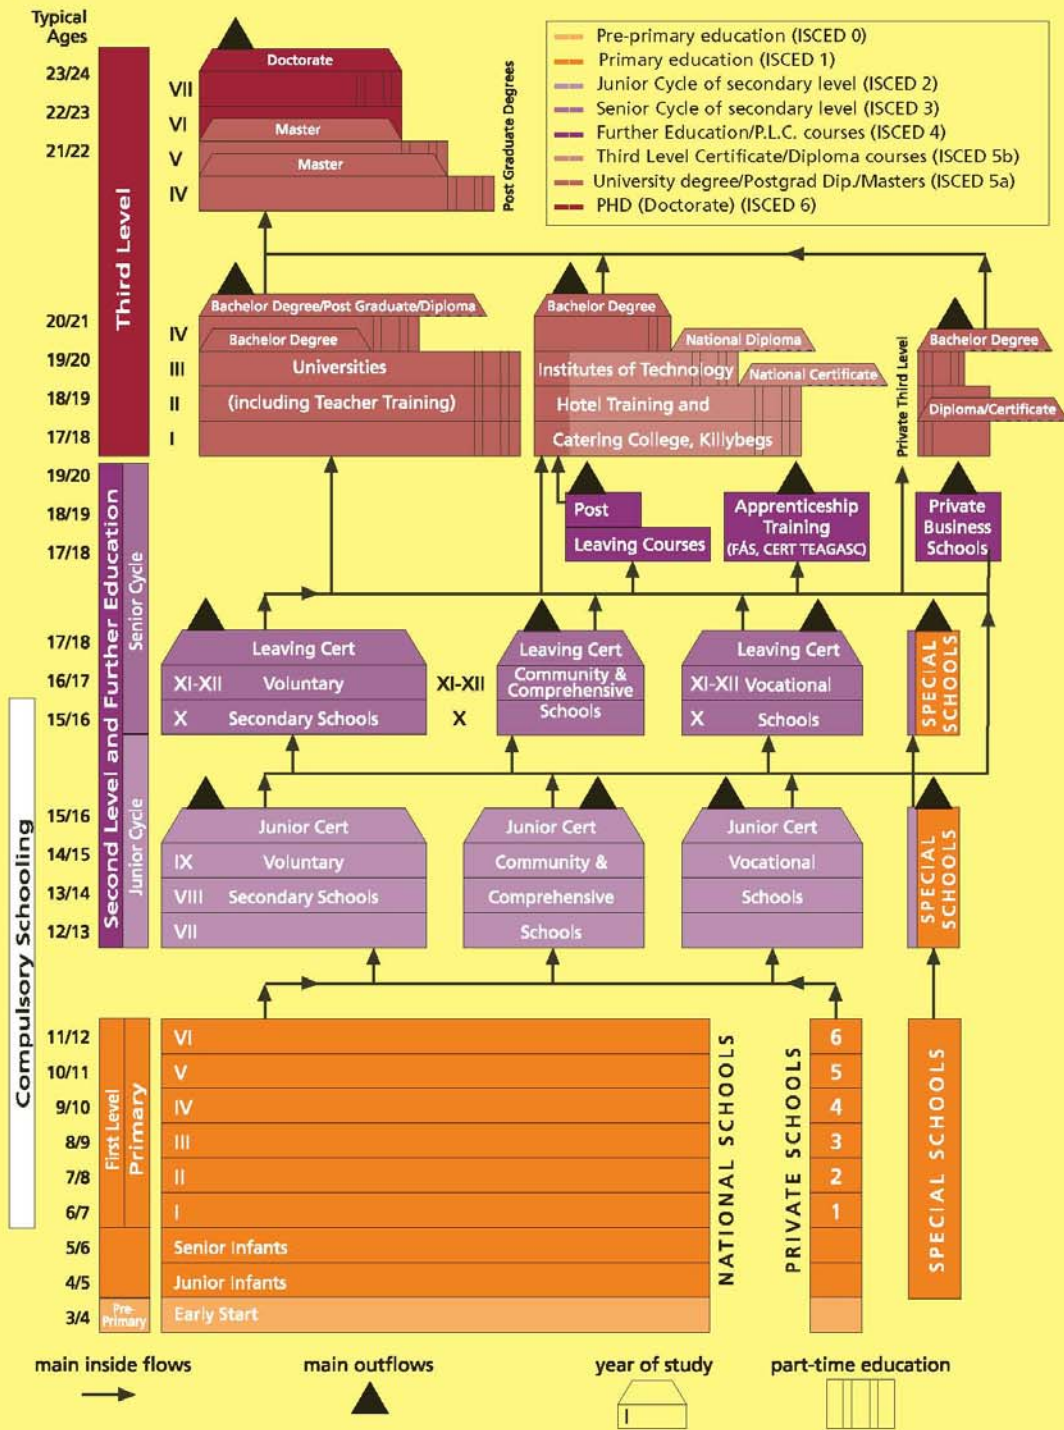 Typical
Ages
Pre-primary education (ISCED 0)
Primary education (ISCED 1)
Junior Cycle of secondary level (ISCED 2)
Senior Cycle of secondary level (ISCED 3)
Further Education/P.L.C. courses (ISCED 4)
Third Level Certificate/Diploma courses (ISCED 5b)
University degree/Postgrad Dip./Masters (ISCED 5a)
PHD (Doctorate) (ISCED 6)
Third Level
23/24
22/23
21/22
VII
VI
V
IV
Doctorate
Master
Master
Post Graduate Degrees
20/21
19/20
18/19
17/18
IV
III
II
I
Bachelor Degree/Post Graduate/Diploma
Bachelor Degree
Universities
(including Teacher Training)
Bachelor Degree
National Diploma
Institutes of Technology
National Certificate
Hotel Training and
Catering College, Killybegs
Private Third Level
Bachelor Degree
Diploma/Certificate
Second Level and Further Education
Senior Cycle
19/20
18/19
17/18
Post
Leaving Courses
Apprenticeship
Training
(FÁS, CERT TEAGASC)
Private
Business
Schools
17/18
16/17
15/16
Leaving Cert
XI-XII Voluntary
X Secondary Schools
XI-XII
X
Leaving Cert
Community &
Comprehensive
Schools
Leaving Cert
XI-XII Vocational
X Schools
SPECIAL
SCHOOLS
Compulsory Schooling
Junior Cycle
15/16
14/15
13/14
12/13
Junior Cert
IX Voluntary
VIII Secondary Schools
VII
Junior Cert
Community &
Comprehensive
Schools
Junior Cert
Vocational
Schools
SPECIAL
SCHOOLS
First Level
Primary
11/12
10/11
9/10
8/9
7/8
6/7
5/6
4/5
3/4
Pre-
Primary
VI
V
IV
III
II
I
Senior Infants
Junior Infants
Early Start
NATIONAL SCHOOLS
PRIVATE SCHOOLS
6
5
4
3
2
1
SPECIAL SCHOOLS
main inside flows
main outflows
year of study
I
part-time education